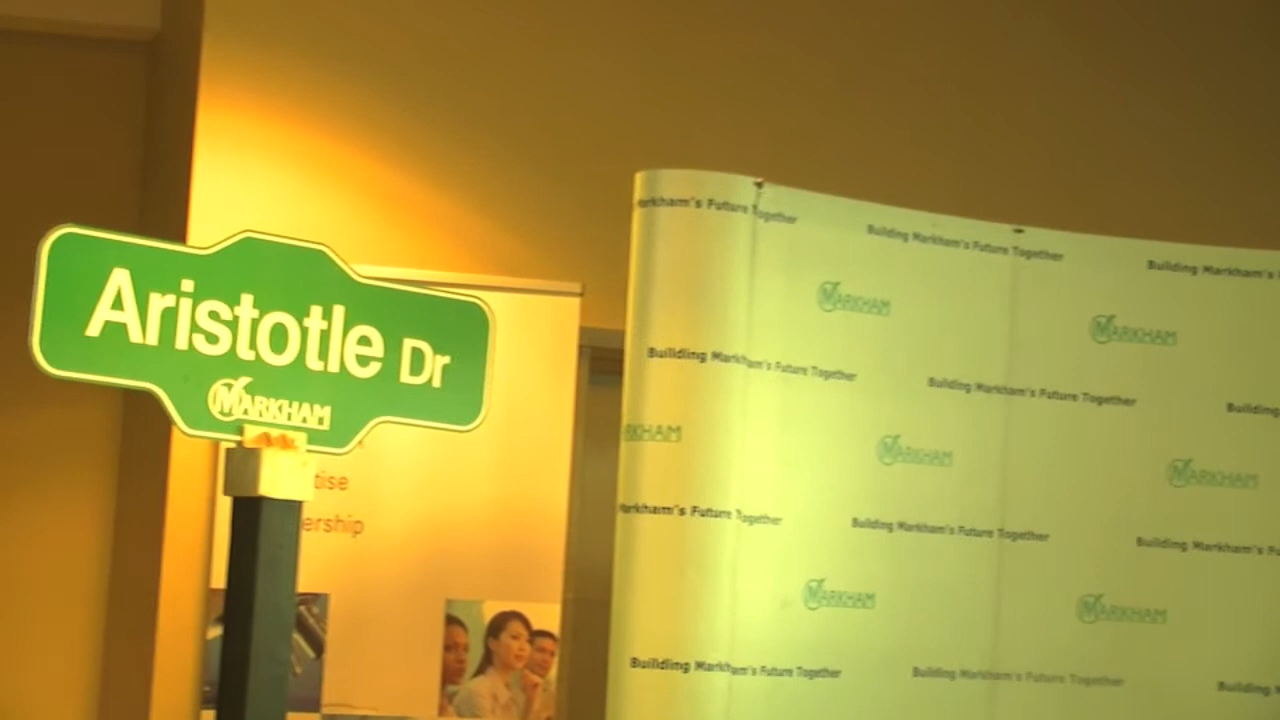 Aristotle Dr
MARKHAM
tise
ership
arkham's Future Together
Building Markham's Future Together
Building Markham's
MARKHAM
MARKHAM
Building Markham's Future Together
Building Markham's Future Together
Building
RKHAM
MARKHAM
MARKHAM
Markham's Future Together
Building Markham's Future Together
Building Markham's F
MARKHAM
MARKHAM
Building Markham's Future Together
Building Markham's Future Together
Building M